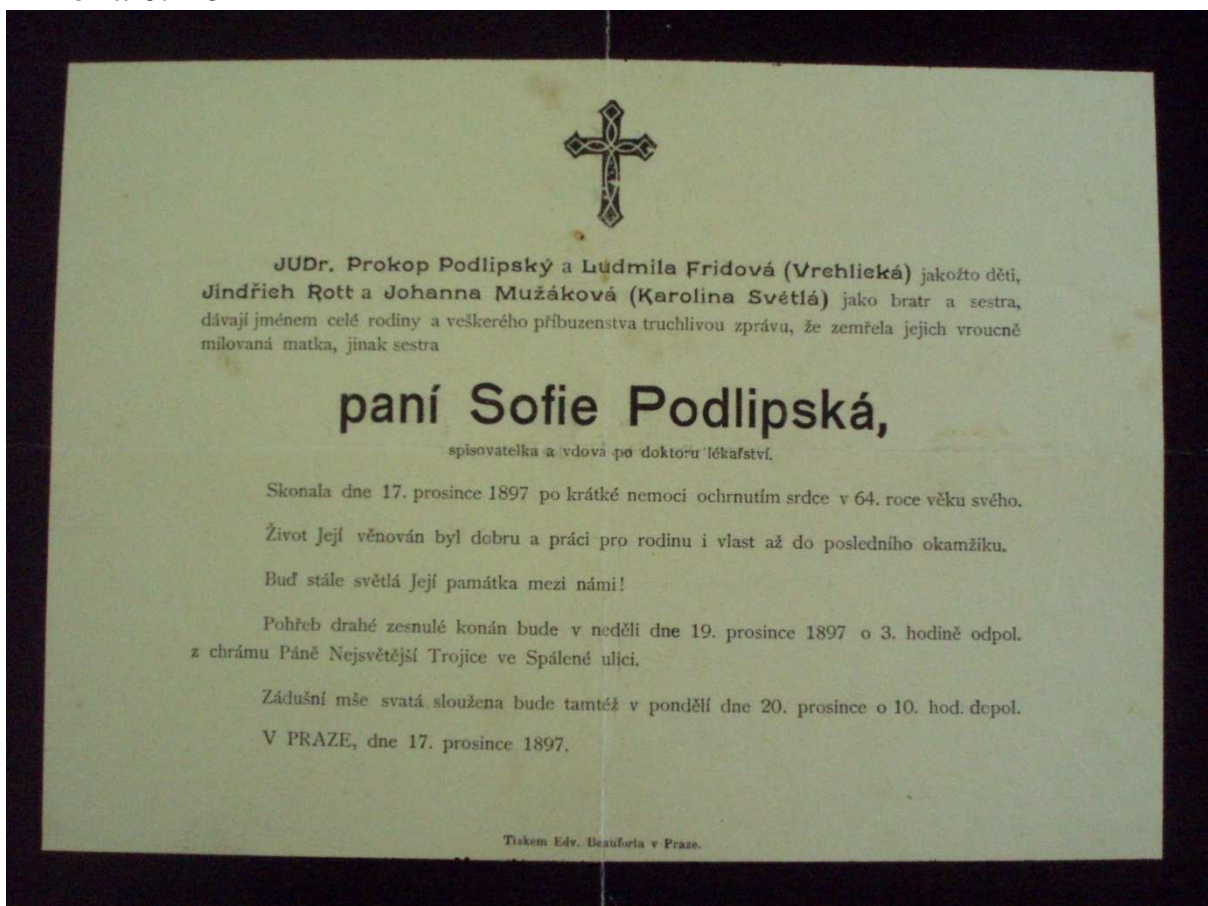 JUDr. Prokop Podlipský a Ludmila Fridová (Vrchlická) jakožto děti,
Jindřich Rott a Johanna Mužáková (Karolina Světlá) jako bratr a sestra,
dávají jménem celé rodiny a veškerého příbuzenstva truchlivou zprávu, že zemřela jejich vroucně
milovaná matka, jinak sestra
paní Sofie Podlipská,
spisovatelka a vdova po doktoru lékařství.
Skonala dne 17. prosince 1897 po krátké nemoci ochrnutím srdce v 64. roce věku svého.
Život Její věnován byl dobru a práci pro rodinu i vlast až do posledního okamžiku.
Buď stále světlá Její památka mezi námi!
Pohřeb drahé zesnulé konán bude v neděli dne 19. prosince 1897 o 3. hodině odpol.
z chrámu Páně Nejsvětější Trojice ve Spálené ulici.
Zádušní mše svatá sloužena bude tamtéž v pondělí dne 20. prosince o 10. hod. dopol.
V PRAZE, dne 17. prosince 1897.
Tiskem Edv. Beauforta v Praze.